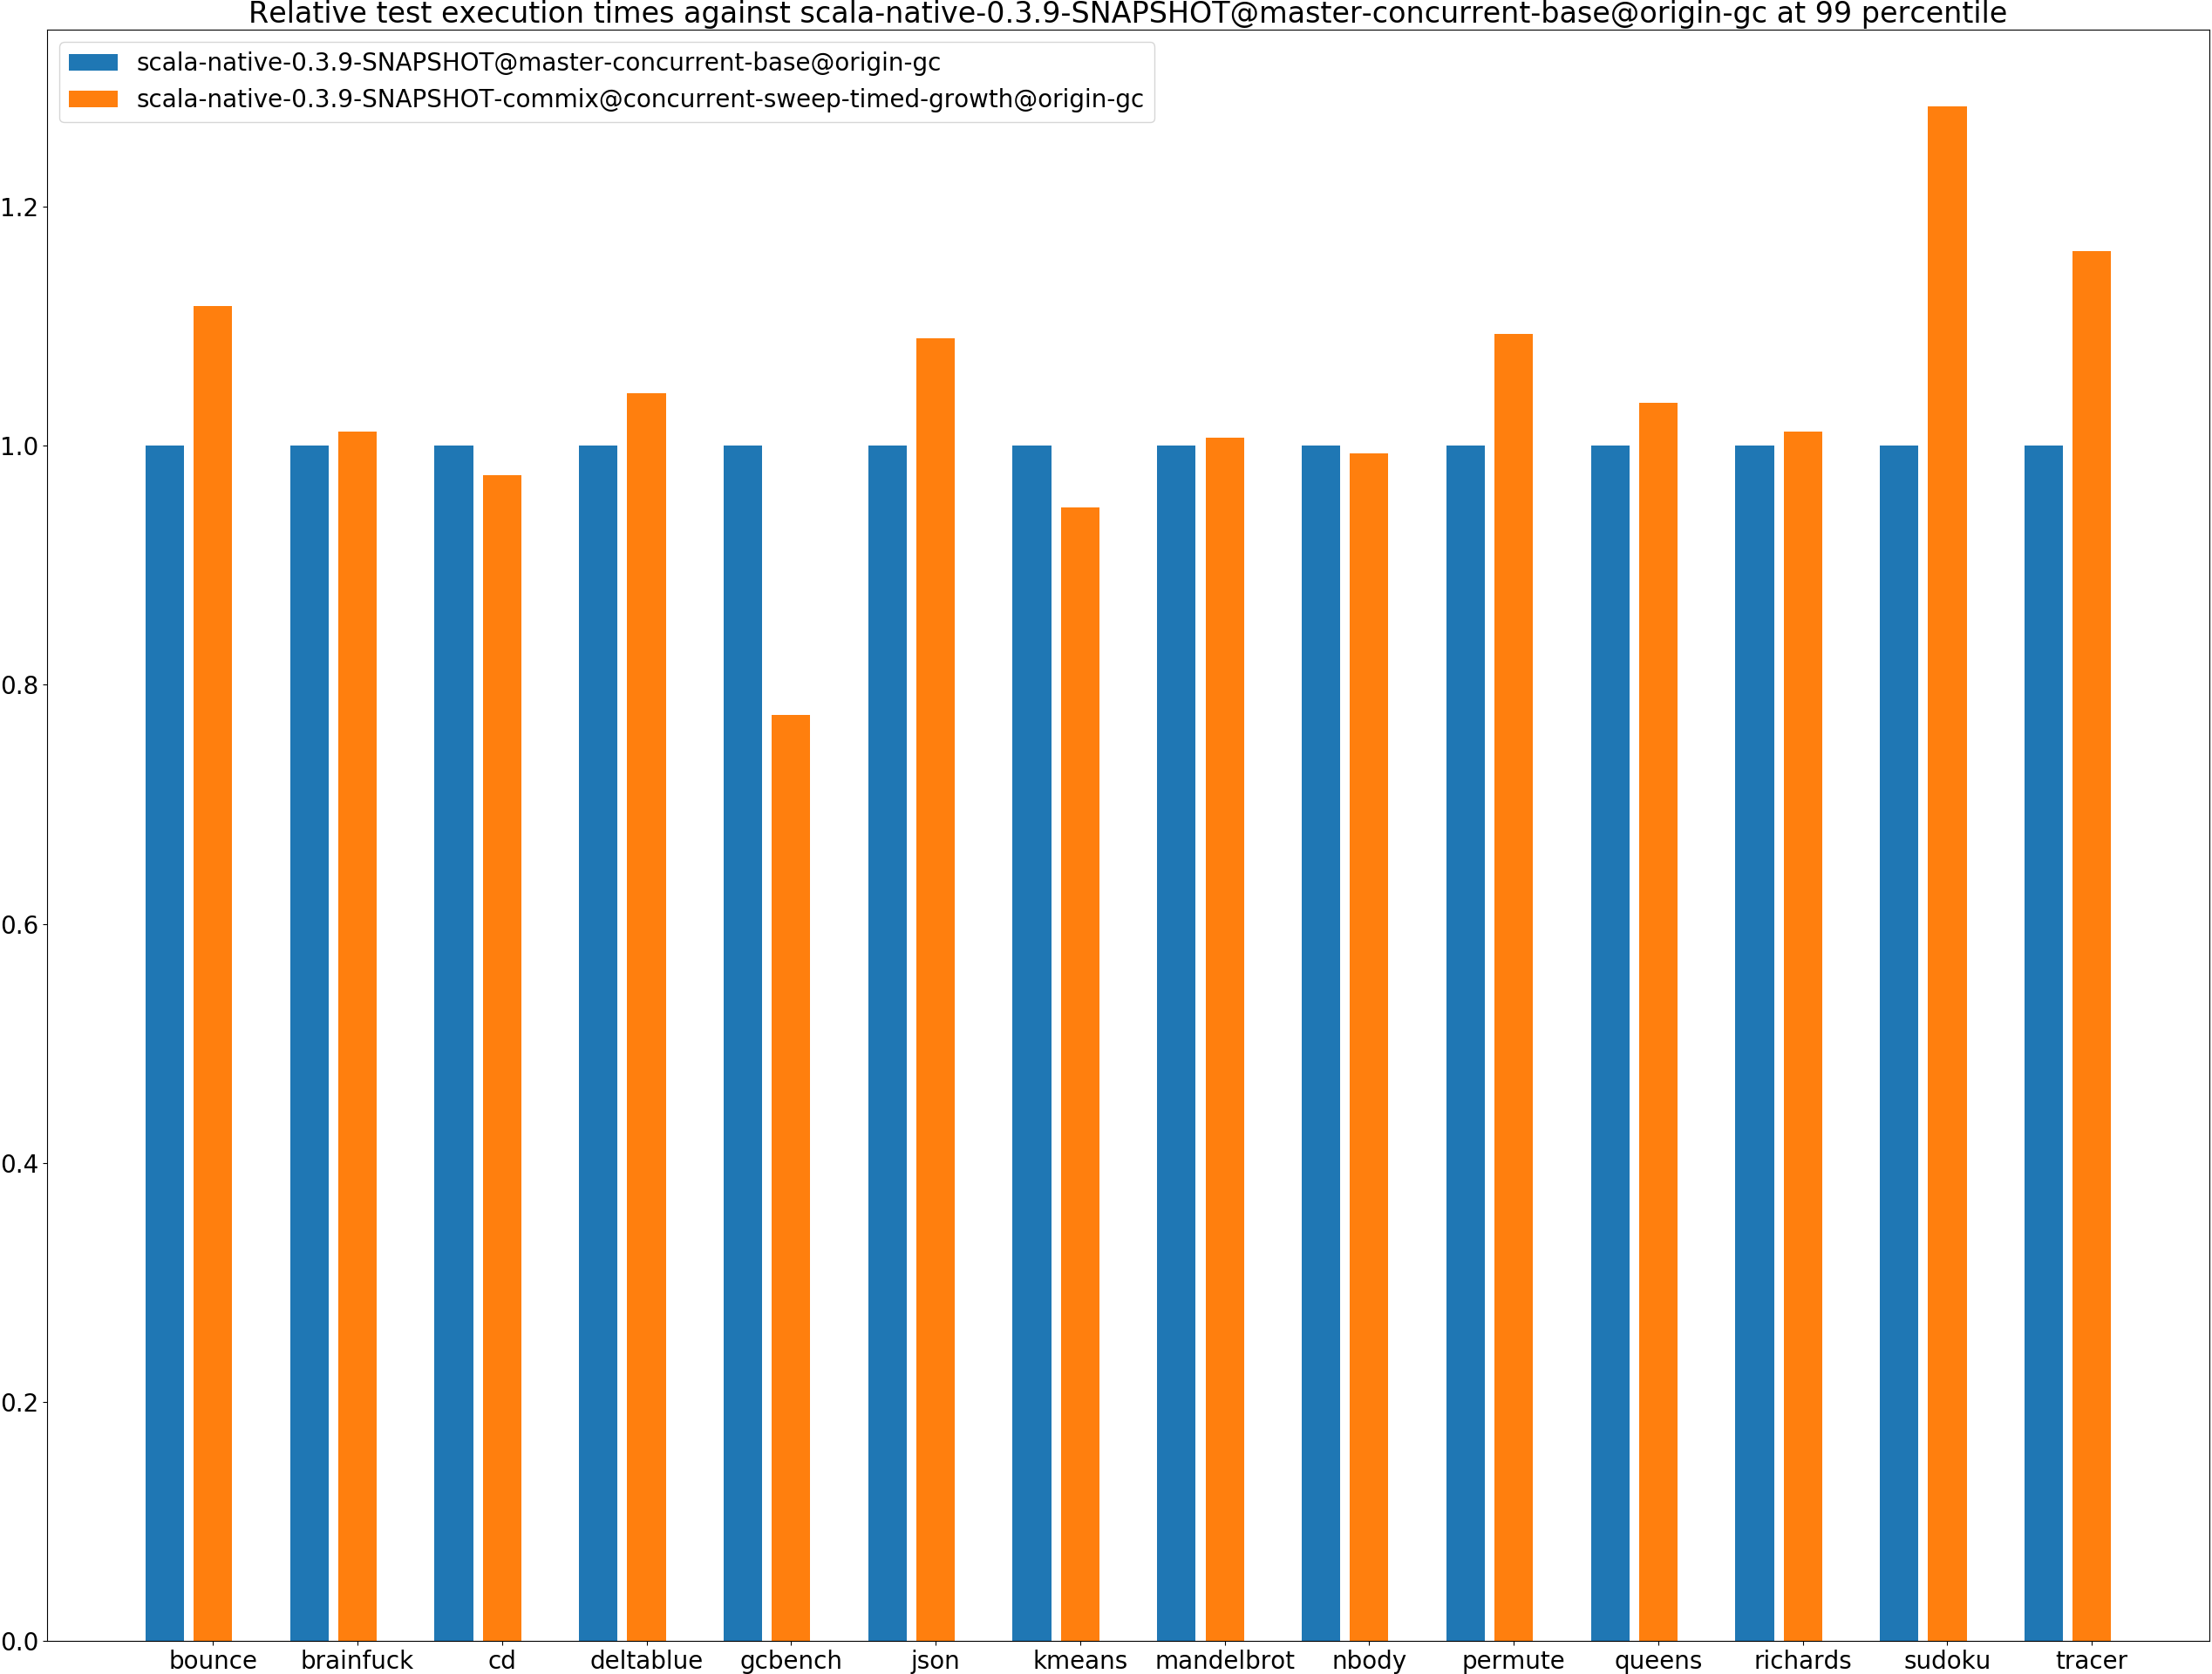 Relative test execution times against scala-native-0.3.9-SNAPSHOT@master-concurrent-base@origin-gc at 99 percentile
scala-native-0.3.9-SNAPSHOT@master-concurrent-base@origin-gc
scala-native-0.3.9-SNAPSHOT-commix@concurrent-sweep-timed-growth@origin-gc
1.2
1.0
0.8
0.6
0.4
0.2
0.0
bounce brainfuck cd deltablue gcbench json kmeans mandelbrot nbody permute queens richards sudoku tracer